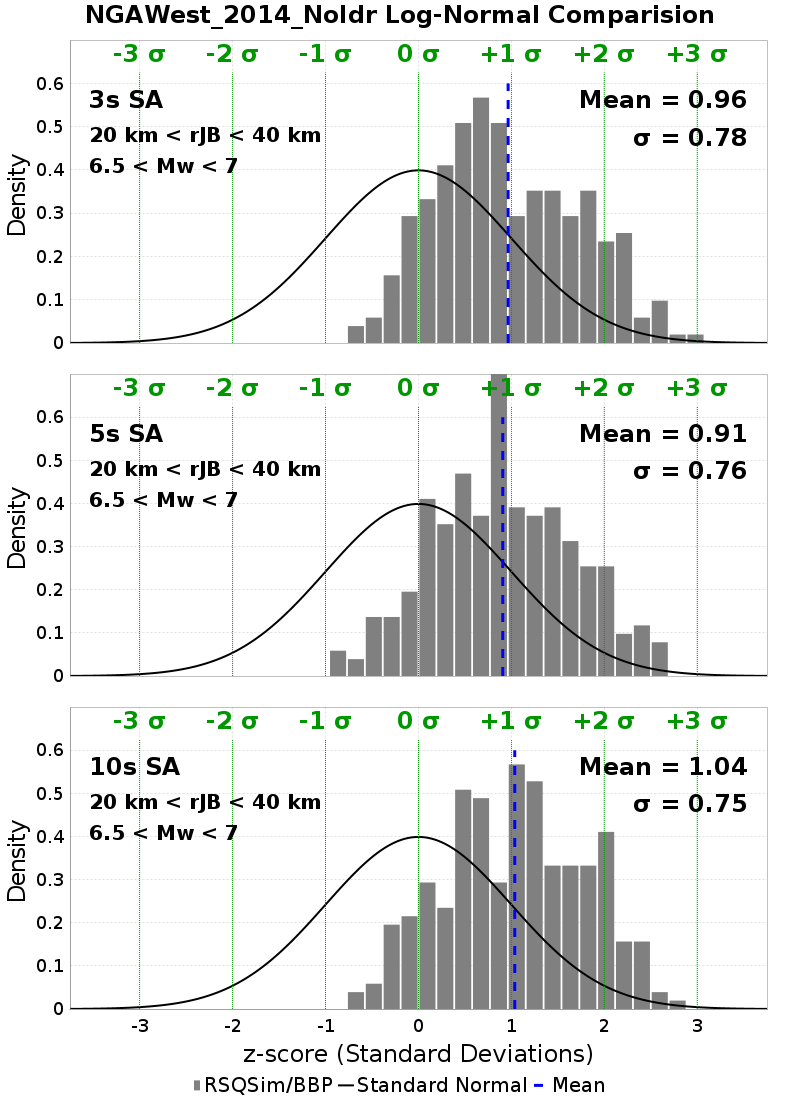 NGAWest_2014_NoIdr Log-Normal Comparision
-3 σ -2 σ -1 σ 0 σ +1 σ +2 σ +3 σ
3s SA
20 km < rJB < 40 km
6.5 < Mw < 7
Mean = 0.96
σ = 0.78
Density
0.6
0.5
0.4
0.3
0.2
0.1
0
-3 σ -2 σ -1 σ 0 σ +1 σ +2 σ +3 σ
5s SA
20 km < rJB < 40 km
6.5 < Mw < 7
Mean = 0.91
σ = 0.76
Density
0.6
0.5
0.4
0.3
0.2
0.1
0
-3 σ -2 σ -1 σ 0 σ +1 σ +2 σ +3 σ
10s SA
20 km < rJB < 40 km
6.5 < Mw < 7
Mean = 1.04
σ = 0.75
Density
0.6
0.5
0.4
0.3
0.2
0.1
0
-3 -2 -1 0 1 2 3
z-score (Standard Deviations)
RSQSim/BBP Standard Normal Mean